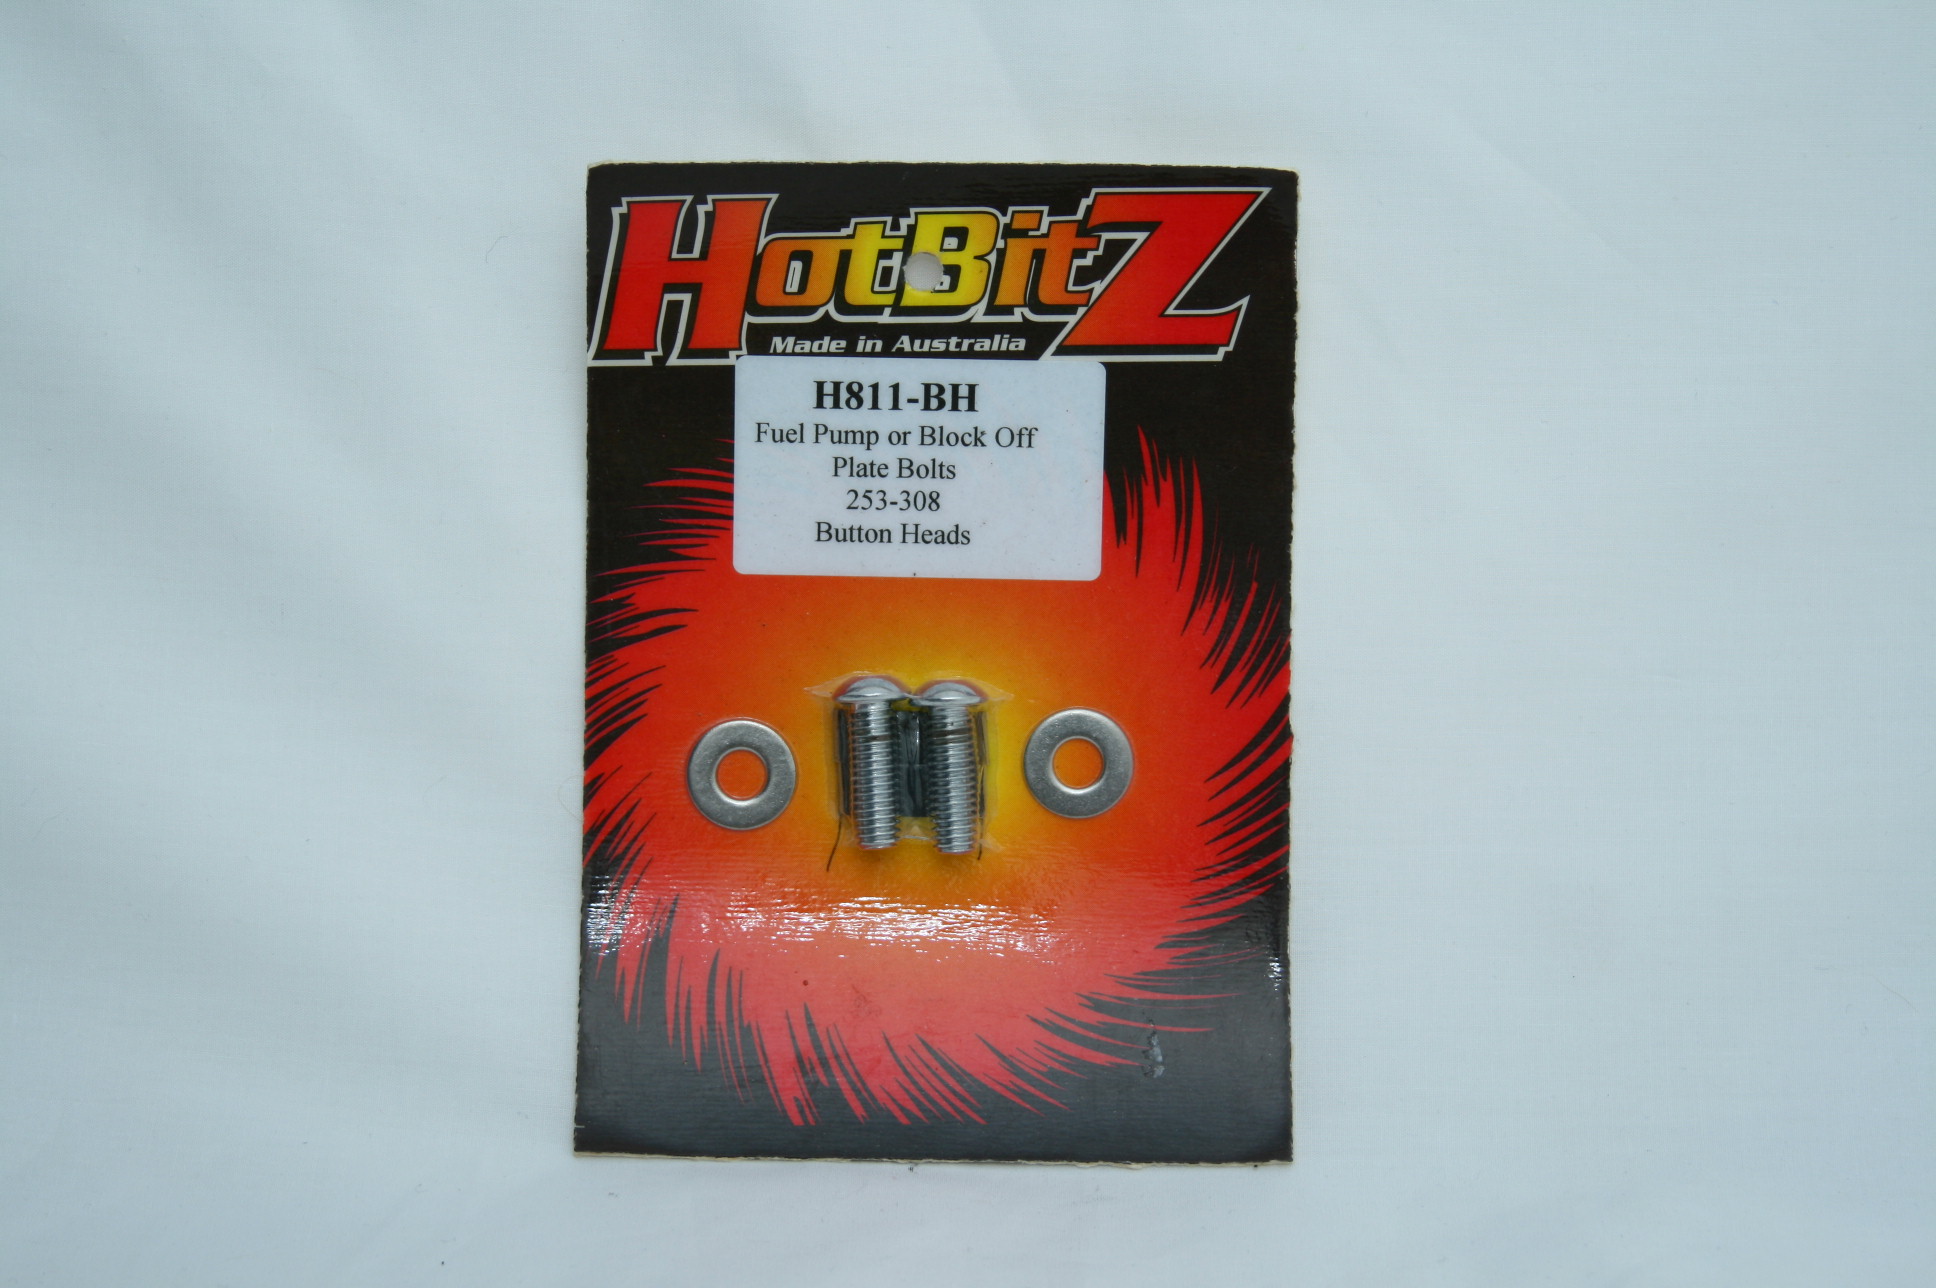 HotBitZ
Made in Australia
H811-BH
Fuel Pump or Block Off
Plate Bolts
253-308
Button Heads